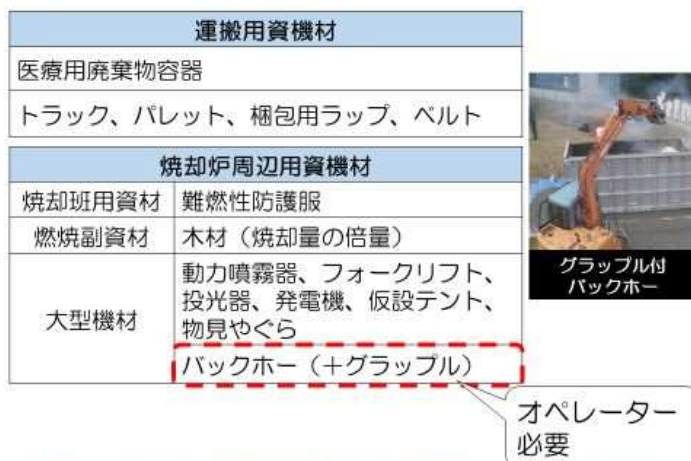 運搬用資機材
医療用廃棄物容器
トラック、パレット、梱包用ラップ、ベルト
焼却炉周辺用資機材
焼却班用資材 難燃性防護服
燃焼副資材 木材（焼却量の倍量）
大型機材
動力噴霧器、フォークリフト、
投光器、発電機、仮設テント、
物見やぐら
バックホー（＋グラップル）
グラップル付
バックホー
オペレーター
必要